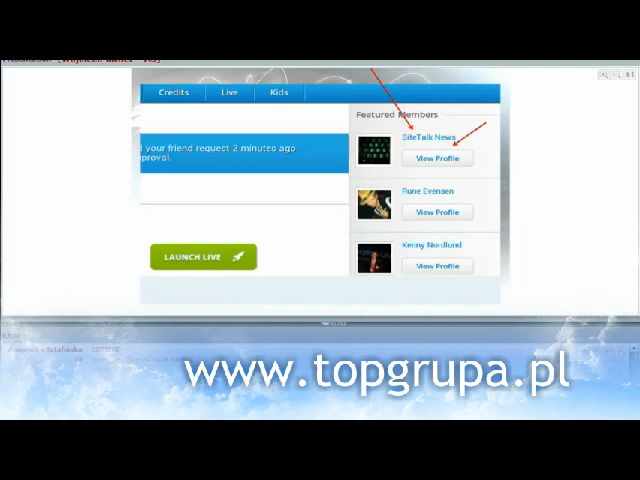 Credits Live Kids
Featured Members
SiteTalk News
View Profile
d your friend request 2 minutes ago
proval.
Rune Evensen
View Profile
Kenny Nordlund
View Profile
LAUNCH LIVE
www.topgrupa.pl